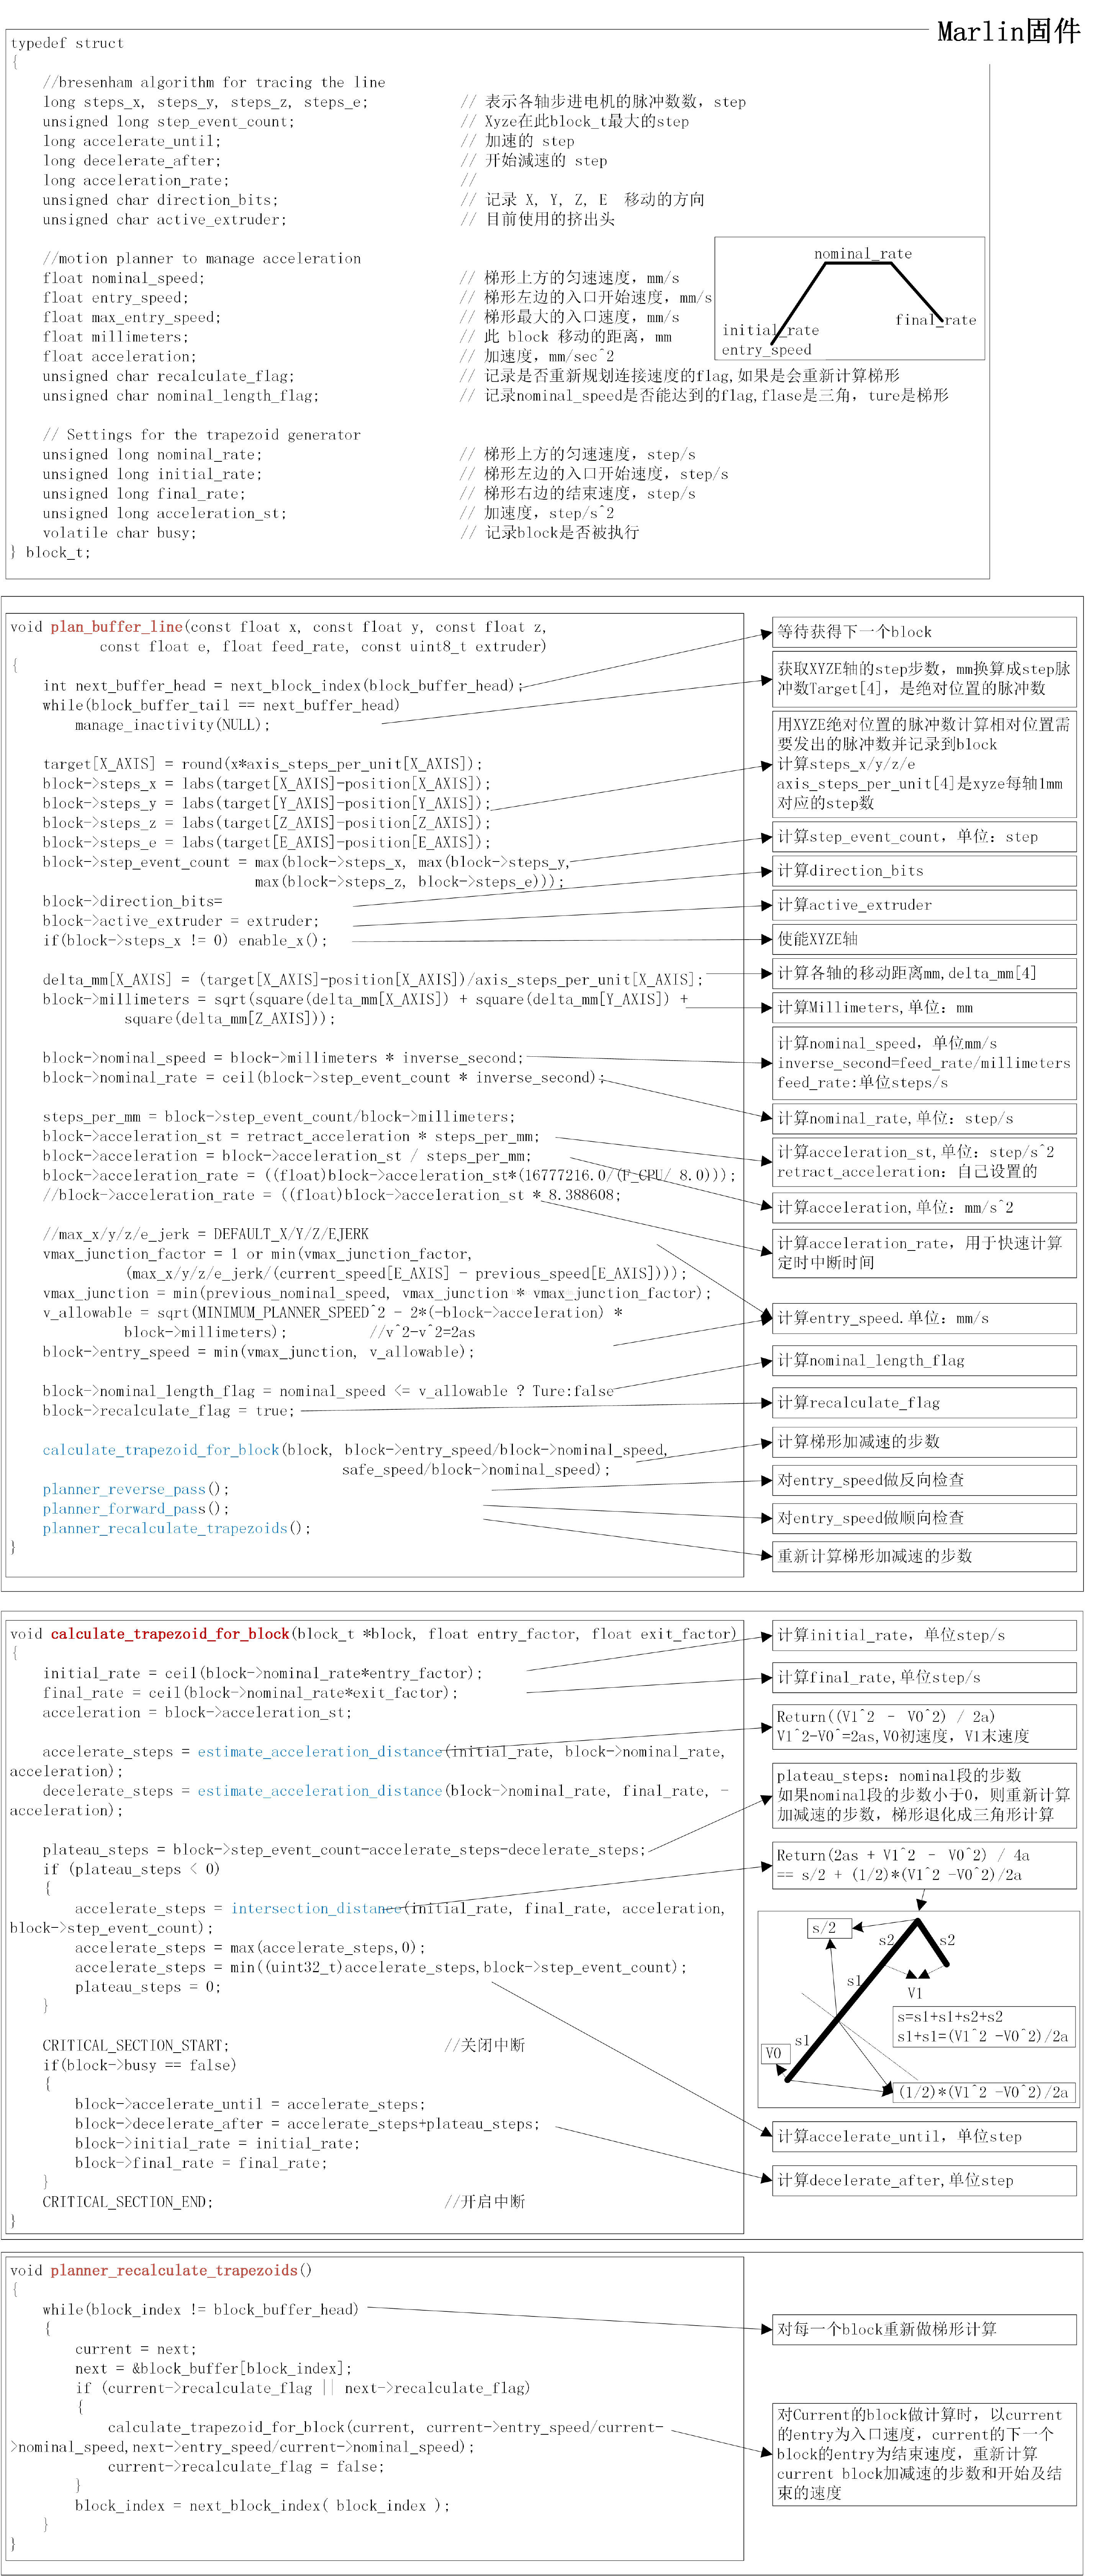 Marlin固件
typedef struct
{
//bresenham algorithm for tracing the line
long steps_x, steps_y, steps_z, steps_e; // 表示各轴步进电机的脉冲数数, step
unsigned long step_event_count; // Xyze在此block_t最大的step
long accelerate_until; // 加速的 step
long decelerate_after; // 开始减速的 step
long acceleration_rate; //
unsigned char direction_bits; // 记录 X, Y, Z, E 移动的方向
unsigned char active_extruder; // 目前使用的挤出头
//motion planner to manage acceleration
float nominal_speed; // 梯形上方的匀速速度, mm/s
float entry_speed; // 梯形左边的入口开始速度, mm/s
float max_entry_speed; // 梯形最大的入口速度, mm/s
float millimeters; // 此 block 移动的距离, mm
float acceleration; // 加速度, mm/sec^2
unsigned char recalculate_flag; // 记录是否重新规划连接速度的flag,如果是会重新计算梯形
unsigned char nominal_length_flag; // 记录nominal_speed是否能达到的flag,flase是三角, ture是梯形
nominal_rate
initial_rate
entry_speed
final_rate
// Settings for the trapezoid generator
unsigned long nominal_rate; // 梯形上方的匀速速度, step/s
unsigned long initial_rate; // 梯形左边的入口开始速度, step/s
unsigned long final_rate; // 梯形右边的结束速度, step/s
unsigned long acceleration_st; // 加速度, step/s^2
volatile char busy; // 记录block是否被执行
} block_t;
void plan_buffer_line(const float x, const float y, const float z,
const float e, float feed_rate, const uint8_t extruder)
{
int next_buffer_head = next_block_index(block_buffer_head);
while(block_buffer_tail == next_buffer_head)
manage_inactivity(NULL);
target[X_AXIS] = round(x*axis_steps_per_unit[X_AXIS]);
block->steps_x = labs(target[X_AXIS]-position[X_AXIS]);
block->steps_y = labs(target[Y_AXIS]-position[Y_AXIS]);
block->steps_z = labs(target[Z_AXIS]-position[Z_AXIS]);
block->steps_e = labs(target[E_AXIS]-position[E_AXIS]);
block->step_event_count = max(block->steps_x, max(block->steps_y,
max(block->steps_z, block->steps_e)));
block->direction_bits=
block->active_extruder = extruder;
if(block->steps_x != 0) enable_x();
delta_mm[X_AXIS] = (target[X_AXIS]-position[X_AXIS])/axis_steps_per_unit[X_AXIS];
block->millimeters = sqrt(square(delta_mm[X_AXIS]) + square(delta_mm[Y_AXIS]) +
square(delta_mm[Z_AXIS]));
block->nominal_speed = block->millimeters * inverse_second;
block->nominal_rate = ceil(block->step_event_count * inverse_second);
steps_per_mm = block->step_event_count/block->millimeters;
block->acceleration_st = retract_acceleration * steps_per_mm;
block->acceleration = block->acceleration_st / steps_per_mm;
block->acceleration_rate = ((float)block->acceleration_st*(16777216.0/(F_CPU/ 8.0)));
//block->acceleration_rate = ((float)block->acceleration_st * 8.388608;
//max_x/y/z/e_jerk = DEFAULT_X/Y/Z/EJERK
vmax_junction_factor = 1 or min(vmax_junction_factor,
(max_x/y/z/e_jerk/(current_speed[E_AXIS] - previous_speed[E_AXIS])));
vmax_junction = min(previous_nominal_speed, vmax_junction * vmax_junction_factor);
v_allowable = sqrt(MINIMUM_PLANNER_SPEED^2 - 2*(-block->acceleration) *
block->millimeters); //v^2-v^2=2as
block->entry_speed = min(vmax_junction, v_allowable);
block->nominal_length_flag = nominal_speed <= v_allowable ? Ture:false
block->recalculate_flag = true;
calculate_trapezoid_for_block(block, block->entry_speed/block->nominal_speed,
safe_speed/block->nominal_speed);
planner_reverse_pass();
planner_forward_pass();
planner_recalculate_trapezoids();
}
等待获得下一个block
获取XYZE轴的step步数, mm换算成step脉
冲数Target[4], 是绝对位置的脉冲数
用XYZE绝对位置的脉冲数计算相对位置需
要发出的脉冲数并记录到block
计算steps_x/y/z/e
axis_steps_per_unit[4]是xyze每轴1mm
对应的step数
计算step_event_count, 单位: step
计算direction_bits
计算active_extruder
使能XYZE轴
计算各轴的移动距离mm,delta_mm[4]
计算Millimeters,单位: mm
计算nominal_speed, 单位mm/s
inverse_second=feed_rate/millimeters
feed_rate:单位steps/s
计算nominal_rate,单位: step/s
计算acceleration_st,单位: step/s^2
retract_acceleration: 自己设置的
计算acceleration,单位: mm/s^2
计算acceleration_rate, 用于快速计算
定时中断时间
计算entry_speed.单位: mm/s
计算nominal_length_flag
计算recalculate_flag
计算梯形加减速的步数
对entry_speed做反向检查
对entry_speed做顺向检查
重新计算梯形加减速的步数
void calculate_trapezoid_for_block(block_t *block, float entry_factor, float exit_factor)
{
initial_rate = ceil(block->nominal_rate*entry_factor);
final_rate = ceil(block->nominal_rate*exit_factor);
acceleration = block->acceleration_st;
accelerate_steps = estimate_acceleration_distance(initial_rate, block->nominal_rate,
acceleration);
decelerate_steps = estimate_acceleration_distance(block->nominal_rate, final_rate, -
acceleration);
plateau_steps = block->step_event_count-accelerate_steps-decelerate_steps;
if (plateau_steps < 0)
{
accelerate_steps = intersection_distance(initial_rate, final_rate, acceleration,
block->step_event_count);
accelerate_steps = max(accelerate_steps,0);
accelerate_steps = min((uint32_t)accelerate_steps,block->step_event_count);
plateau_steps = 0;
}
CRITICAL_SECTION_START; //关闭中断
if(block->busy == false)
{
block->accelerate_until = accelerate_steps;
block->decelerate_after = accelerate_steps+plateau_steps;
block->initial_rate = initial_rate;
block->final_rate = final_rate;
}
CRITICAL_SECTION_END; //开启中断
}
计算initial_rate, 单位step/s
计算final_rate,单位step/s
Return((V1^2 - V0^2) / 2a)
V1^2-V0^=2as,V0初速度, V1末速度
plateau_steps: nominal段的步数
如果nominal段的步数小于0, 则重新计算
加减速的步数, 梯形退化成三角形计算
Return(2as + V1^2 - V0^2) / 4a
== s/2 + (1/2)*(V1^2 -V0^2)/2a
s/2
s2
s2
s1
V1
s=s1+s1+s2+s2
s1+s1=(V1^2 -V0^2)/2a
s1
V0
(1/2)*(V1^2 -V0^2)/2a
计算accelerate_until, 单位step
计算decelerate_after,单位step
void planner_recalculate_trapezoids()
{
while(block_index != block_buffer_head)
{
current = next;
next = &block_buffer[block_index];
if (current->recalculate_flag || next->recalculate_flag)
{
calculate_trapezoid_for_block(current, current->entry_speed/current-
>nominal_speed,next->entry_speed/current->nominal_speed);
current->recalculate_flag = false;
}
block_index = next_block_index( block_index );
}
}
对每一个block重新做梯形计算
对Current的block做计算时, 以current
的entry为入口速度, current的下一个
block的entry为结束速度, 重新计算
current block加减速的步数和开始及结
束的速度